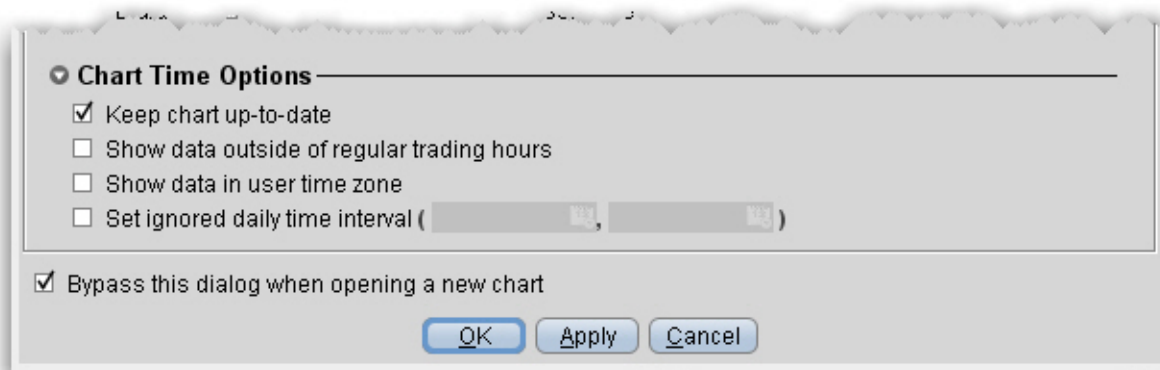 Chart Time Options
Keep chart up-to-date
Show data outside of regular trading hours
Show data in user time zone
Set ignored daily time interval ( , )
Bypass this dialog when opening a new chart
OK Apply Cancel